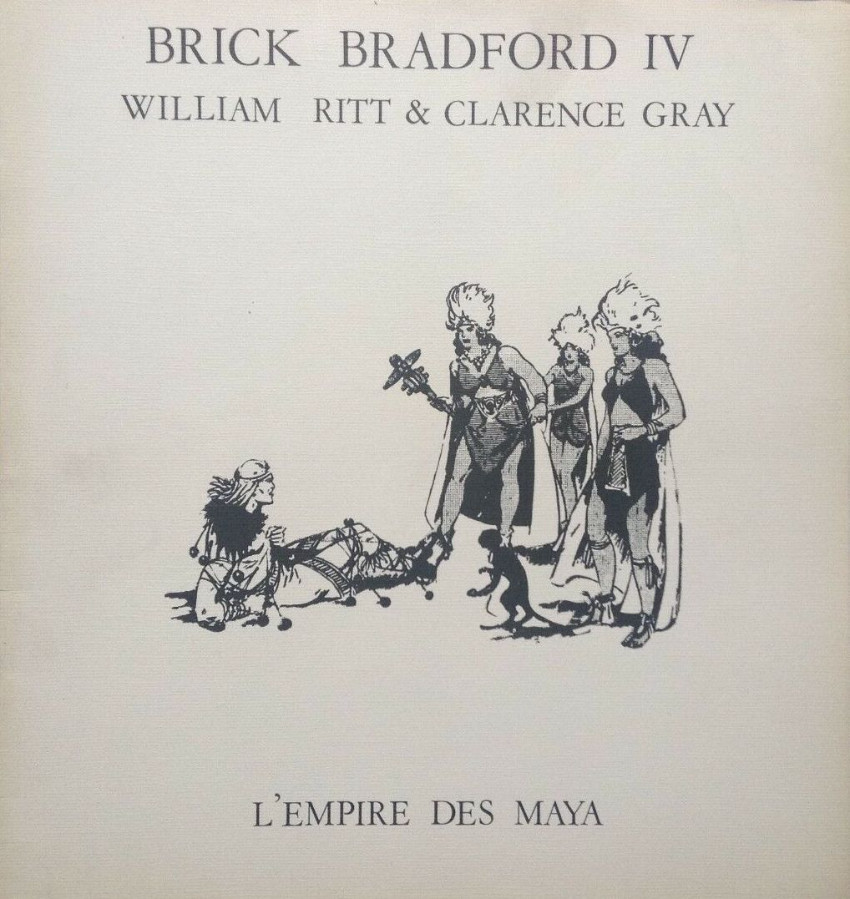 BRICK BRADFORD IV
WILLIAM RITT & CLARENCE GRAY
L'EMPIRE DES MAYA